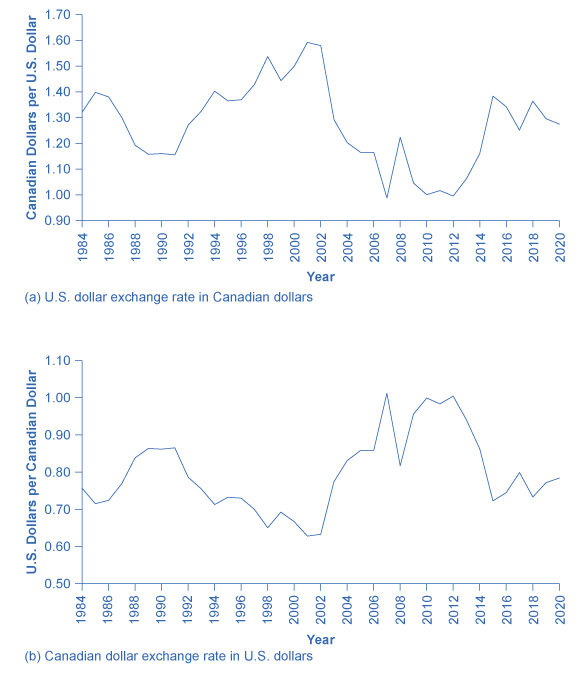 Canadian Dollars per U.S. Dollar
1.70
1.60
1.50
1.40
1.30
1.20
1.10
1.00
0.90
1984 1986 1988 1990 1992 1994 1996 1998 2000 2002 2004 2006 2008 2010 2012 2014 2016 2018 2020
Year
(a) U.S. dollar exchange rate in Canadian dollars
U.S. Dollars per Canadian Dollar
1.10
1.00
0.90
0.80
0.70
0.60
0.50
1984 1986 1988 1990 1992 1994 1996 1998 2000 2002 2004 2006 2008 2010 2012 2014 2016 2018 2020
Year
(b) Canadian dollar exchange rate in U.S. dollars